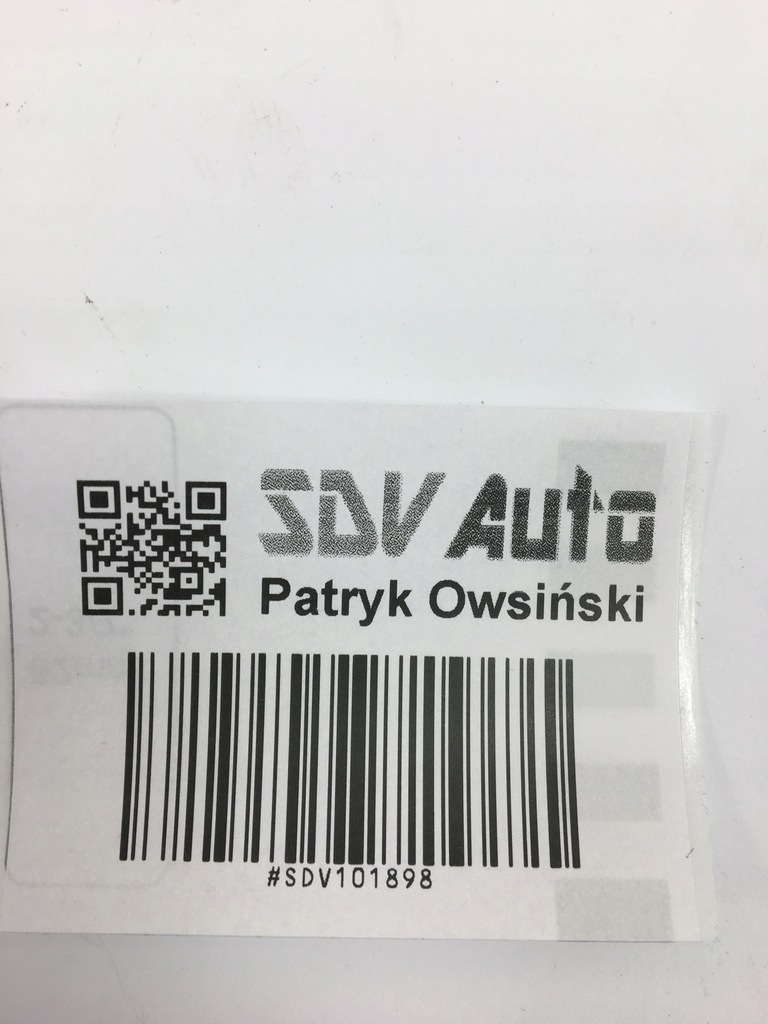 SDV Auto
Patryk Owsiński
#SDV101898